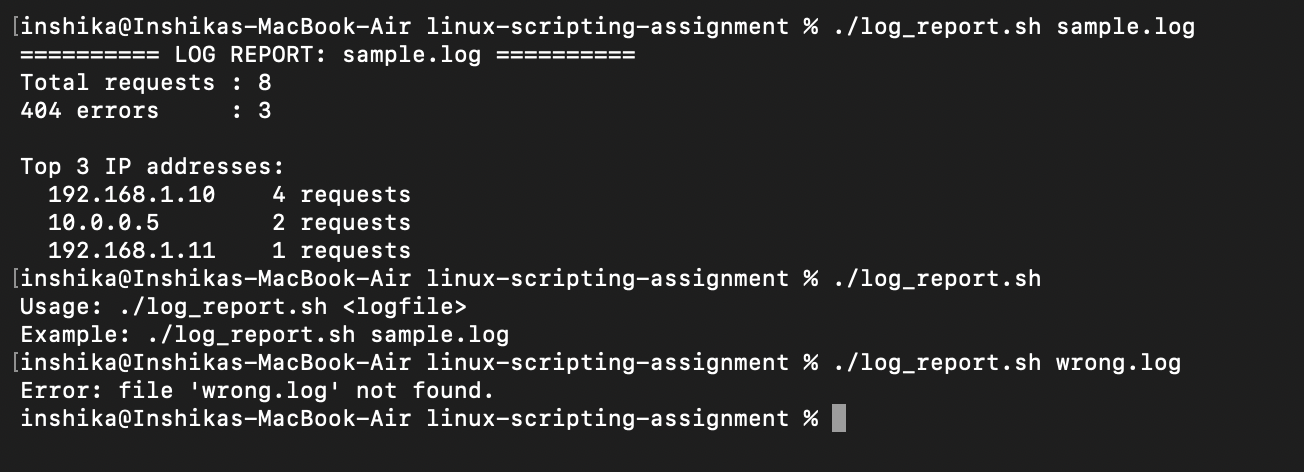 [inshika@Inshikas-MacBook-Air linux-scripting-assignment % ./log_report.sh sample.log
========== LOG REPORT: sample.log ==========
Total requests : 8
404 errors     : 3
Top 3 IP addresses:
  192.168.1.10    4 requests
  10.0.0.5        2 requests
  192.168.1.11    1 requests
[inshika@Inshikas-MacBook-Air linux-scripting-assignment % ./log_report.sh
Usage: ./log_report.sh <logfile>
Example: ./log_report.sh sample.log
[inshika@Inshikas-MacBook-Air linux-scripting-assignment % ./log_report.sh wrong.log
Error: file 'wrong.log' not found.
inshika@Inshikas-MacBook-Air linux-scripting-assignment %